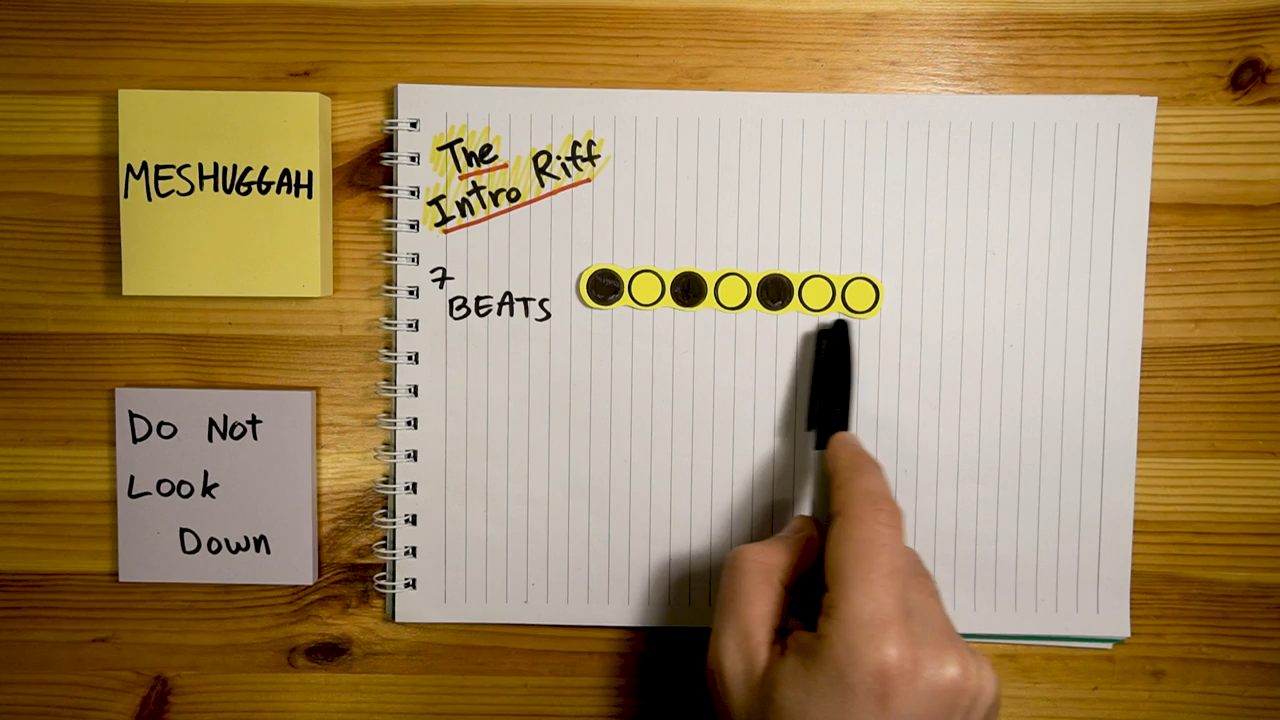 MESHUGGAH
Do Not
Look
Down
The
Intro Riff
7
BEATS